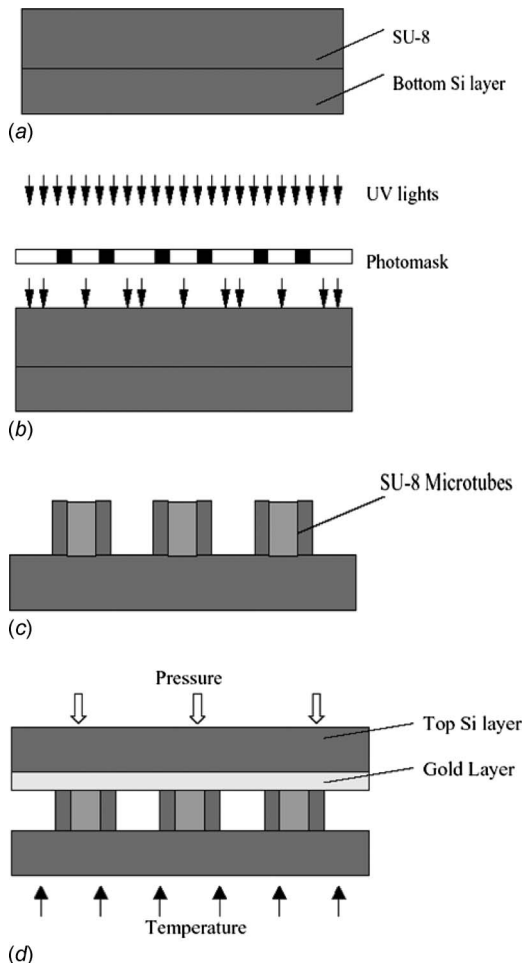 SU-8
Bottom Si layer
(a)
UV lights
Photomask
(b)
SU-8 Microtubes
(c)
Pressure
Top Si layer
Gold Layer
Temperature
(d)